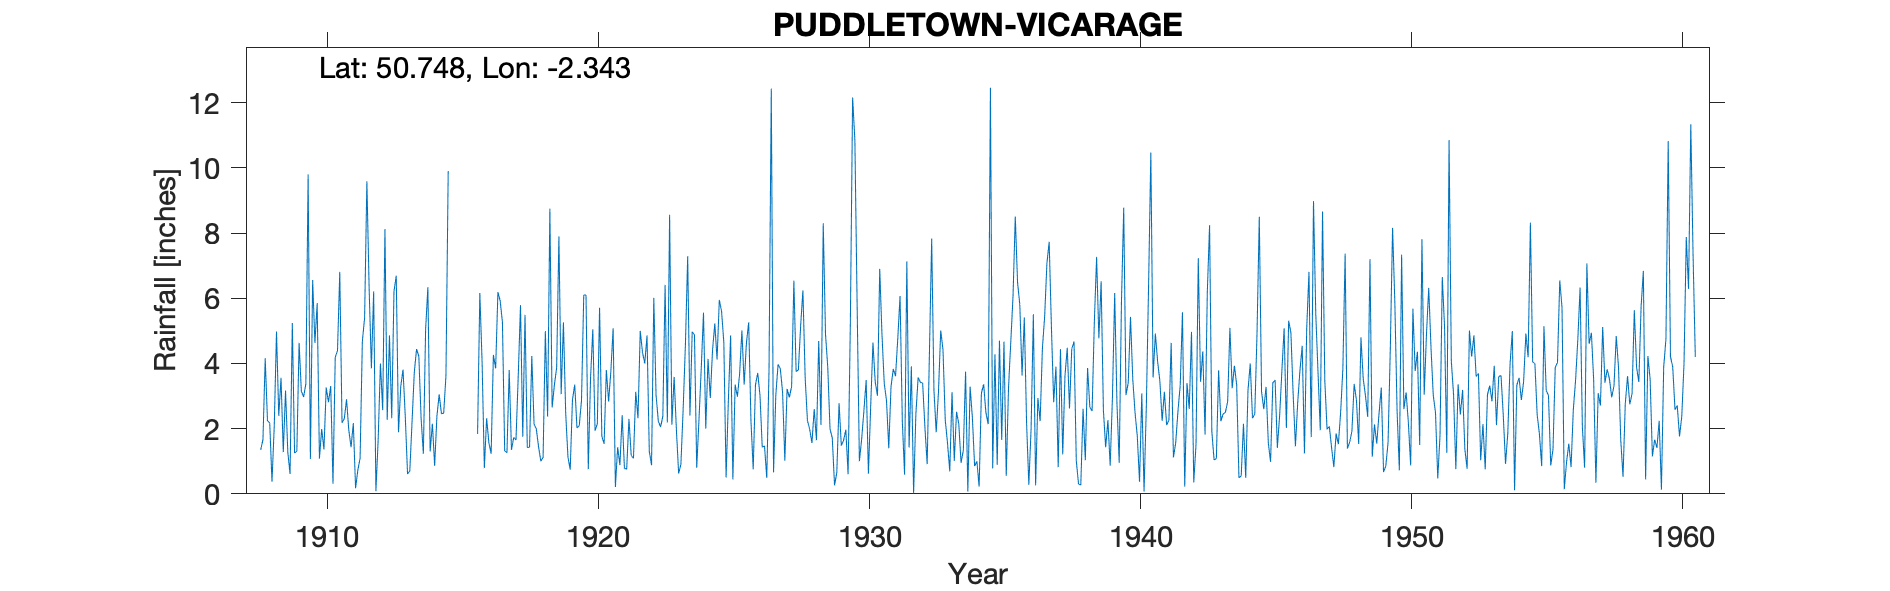 PUDDLETOWN-VICARAGE
Lat: 50.748, Lon: -2.343
Rainfall [inches]
12
10
8
6
4
2
0
1910 1920 1930 1940 1950 1960
Year